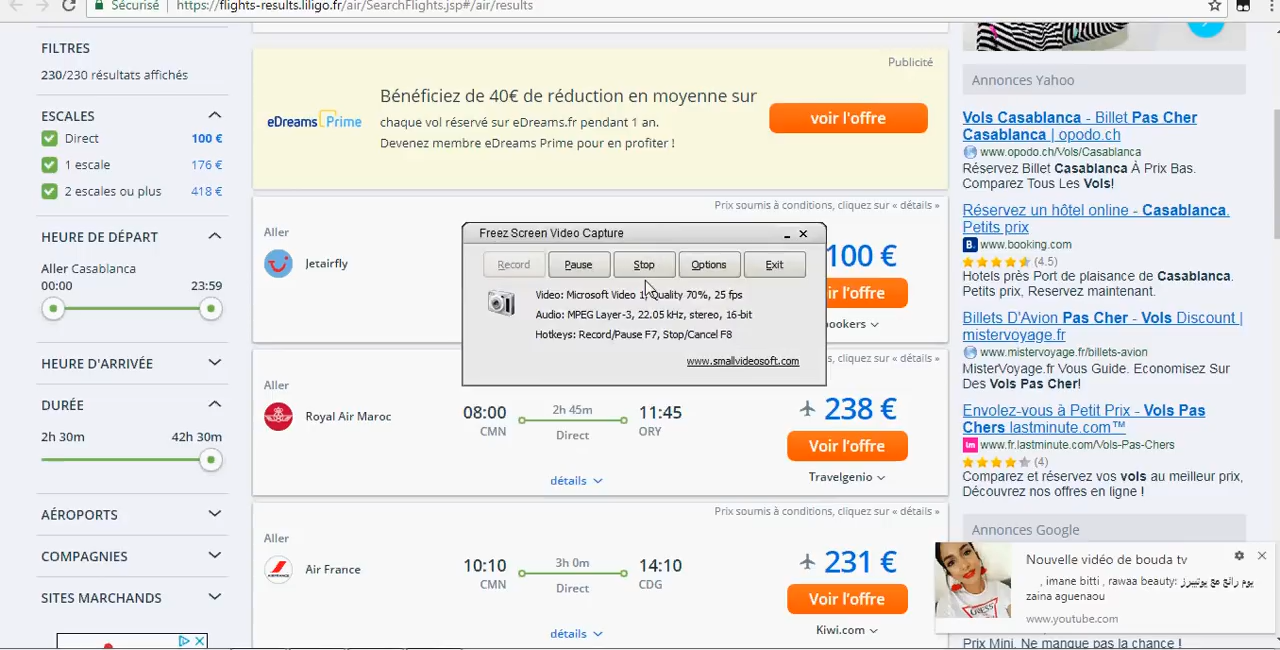 Sécurisé
https://flights-results.liligo.fr/air/SearchFlights.jsp#/air/results
FILTRES
230/230 résultats affichés
ESCALES
Direct 100 €
1 escale 176 €
2 escales ou plus 418 €
HEURE DE DÉPART
Aller Casablanca
00:00 23:59
HEURE D'ARRIVÉE
DURÉE
2h 30m 42h 30m
AÉROPORTS
COMPAGNIES
SITES MARCHANDS
Publicité
eDreams Prime
Bénéficiez de 40€ de réduction en moyenne sur
chaque vol réservé sur eDreams.fr pendant 1 an.
Devenez membre eDreams Prime pour en profiter !
voir l'offre
Prix soumis à conditions, cliquez sur « détails »
Aller
Jetairfly
100 €
ir l'offre
ookers
Freez Screen Video Capture
Record Pause Stop Options Exit
Video: Microsoft Video 1, Quality 70%, 25 fps
Audio: MPEG Layer-3, 22.05 kHz, stereo, 16-bit
Hotkeys: Record/Pause F7, Stop/Cancel F8
www.smallvideosoft.com
, cliquez sur « détails »
Aller
Royal Air Maroc
08:00 2h 45m 11:45
CMN Direct ORY
238 €
Voir l'offre
Travelgenio
détails
Prix soumis à conditions, cliquez sur « détails »
Aller
AIRFRANCE
Air France
10:10 3h 0m 14:10
CMN Direct CDG
231 €
Voir l'offre
Kiwi.com
détails
Annonces Yahoo
Vols Casablanca - Billet Pas Cher
Casablanca | opodo.ch
www.opodo.ch/Vols/Casablanca
Réservez Billet Casablanca À Prix Bas.
Comparez Tous Les Vols!
Réservez un hôtel online - Casablanca.
Petits prix
B. www.booking.com
(4.5)
Hotels près Port de plaisance de Casablanca.
Petits prix, Reservez maintenant.
Billets D'Avion Pas Cher - Vols Discount |
mistervoyage.fr
www.mistervoyage.fr/billets-avion
MisterVoyage.fr Vous Guide. Economisez Sur
Des Vols Pas Cher!
Envolez-vous à Petit Prix - Vols Pas
Chers lastminute.com™
lm www.fr.lastminute.com/Vols-Pas-Chers
(4)
Comparez et réservez vos vols au meilleur prix,
Découvrez nos offres en ligne !
Annonces Google
Nouvelle vidéo de bouda tv
, imane bitti , rawaa beauty: يوم رائع مع يوتيبرز
zaina aguenaou
www.youtube.com
Prix Mini. Ne manque pas la chance !